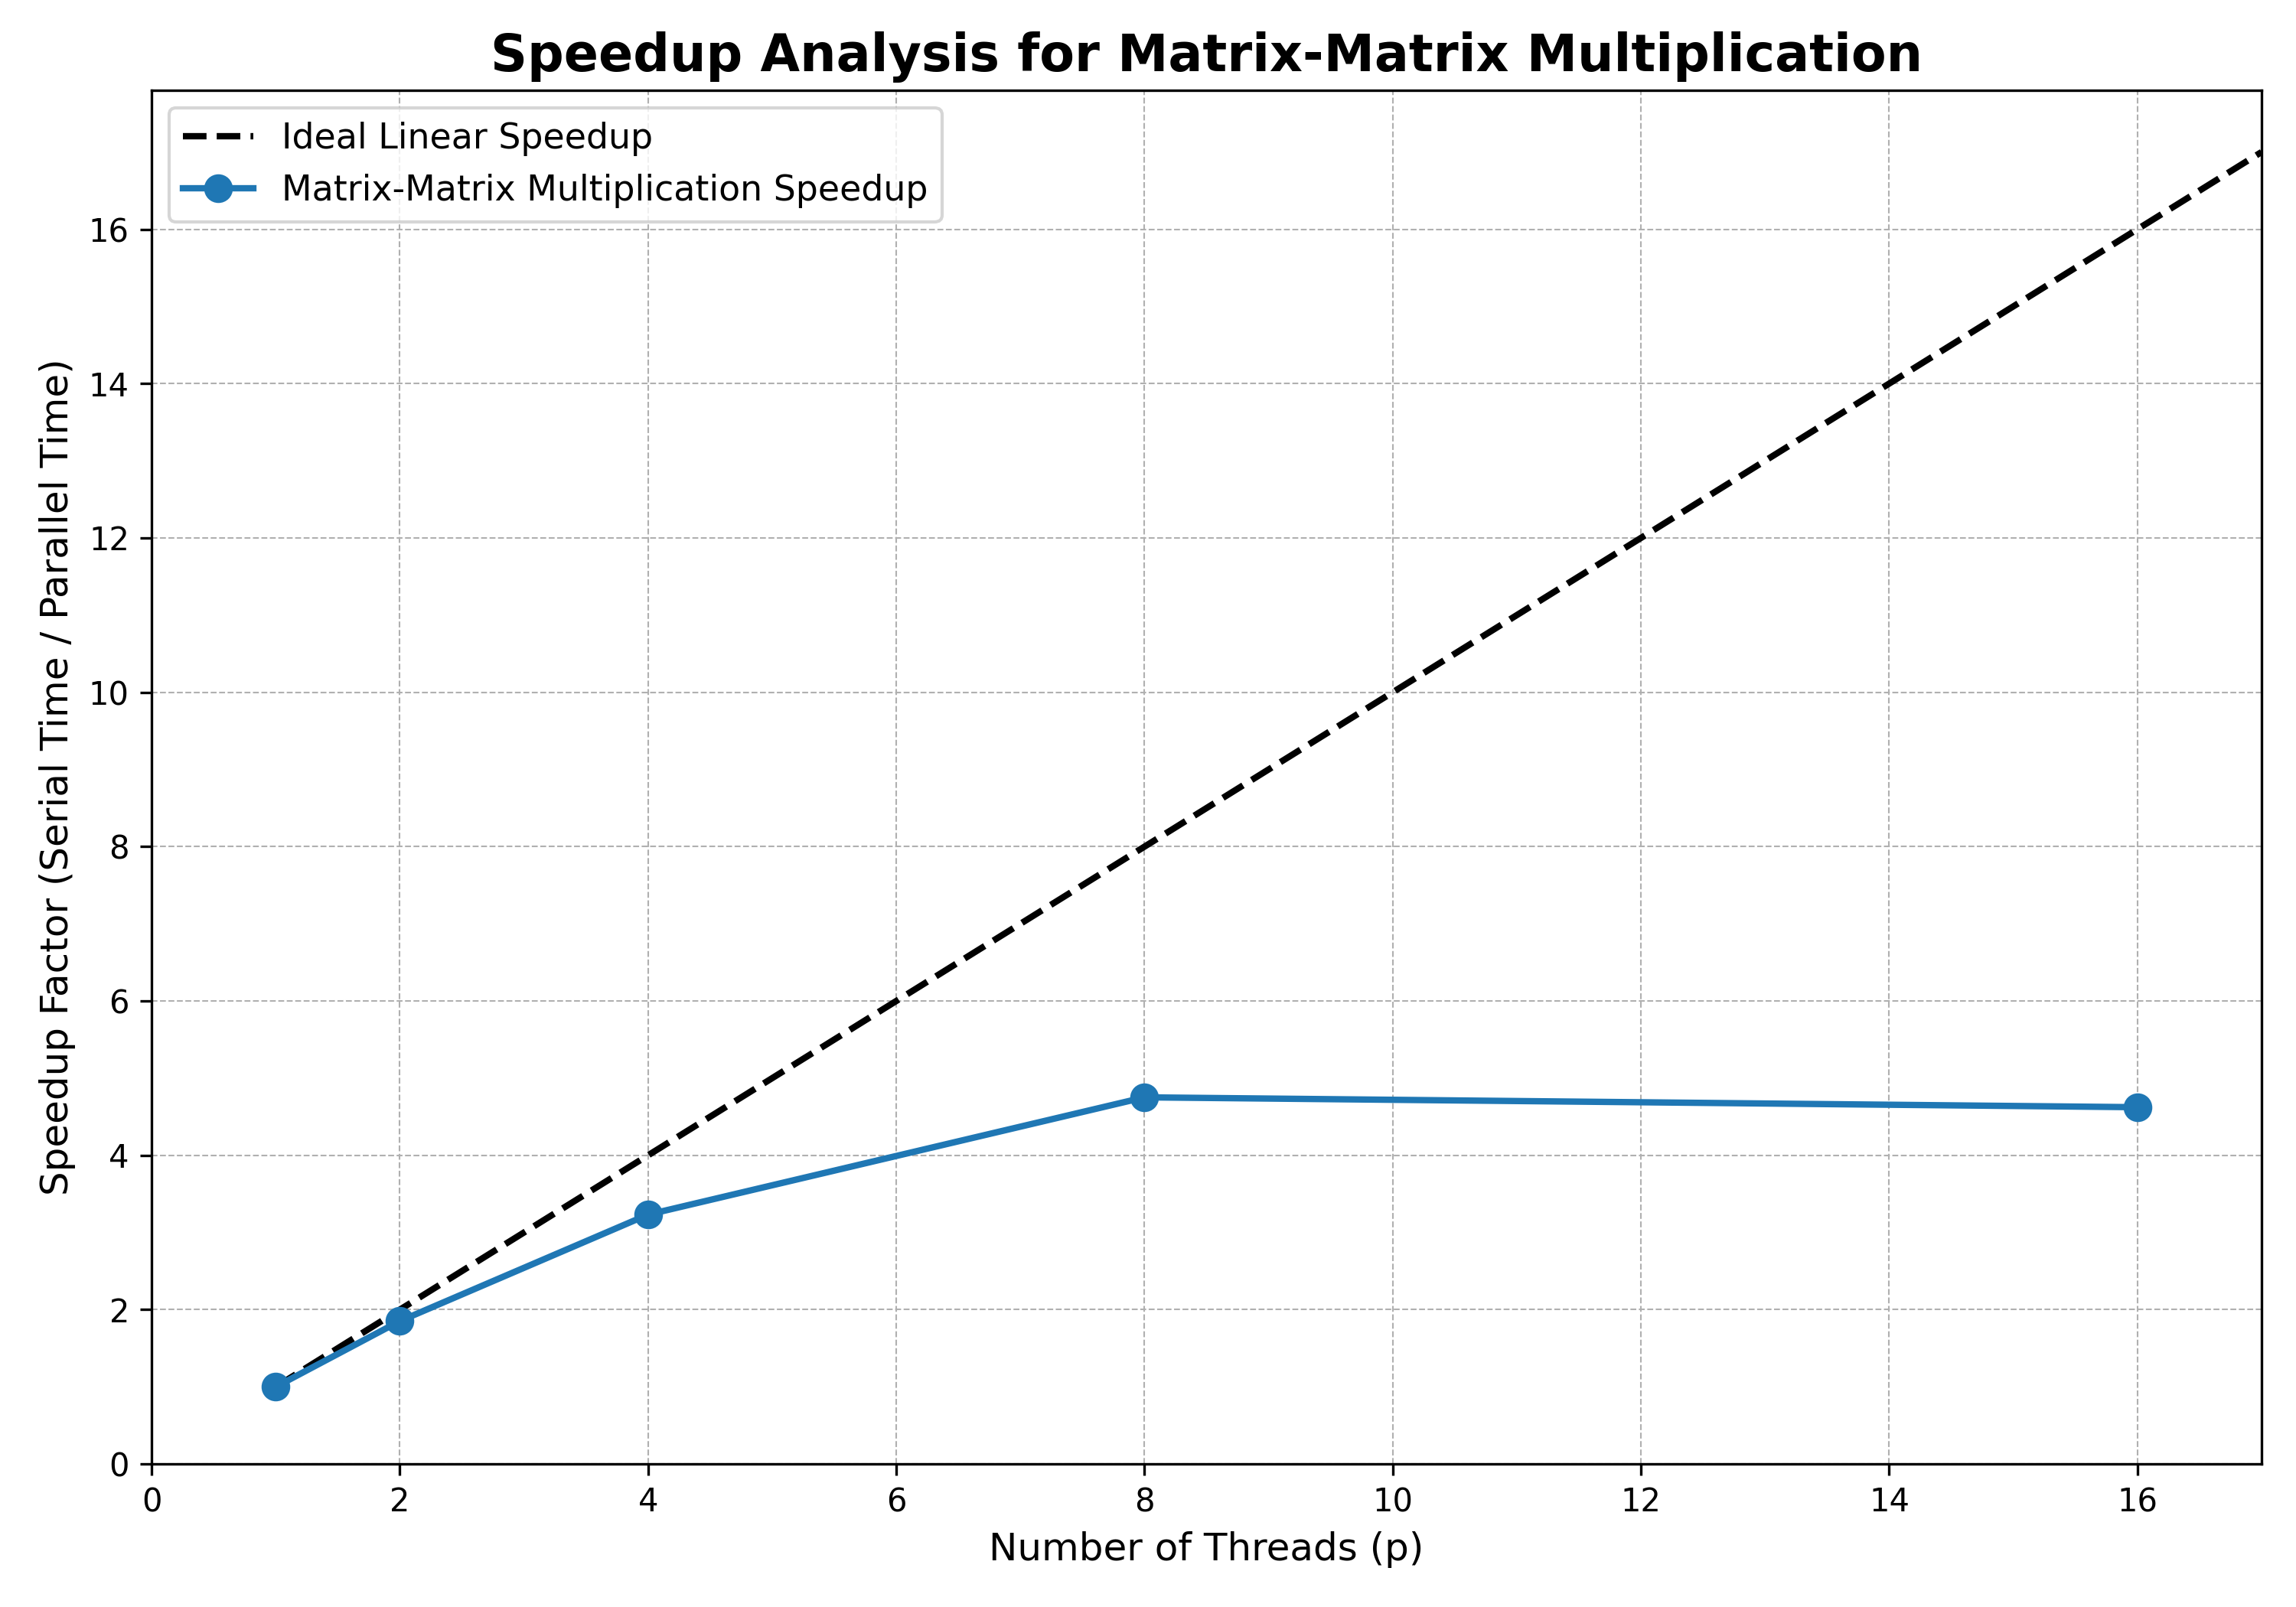 Speedup Analysis for Matrix-Matrix Multiplication
Ideal Linear Speedup
Matrix-Matrix Multiplication Speedup
Speedup Factor (Serial Time / Parallel Time)
16
14
12
10
8
6
4
2
0
0 2 4 6 8 10 12 14 16
Number of Threads (p)